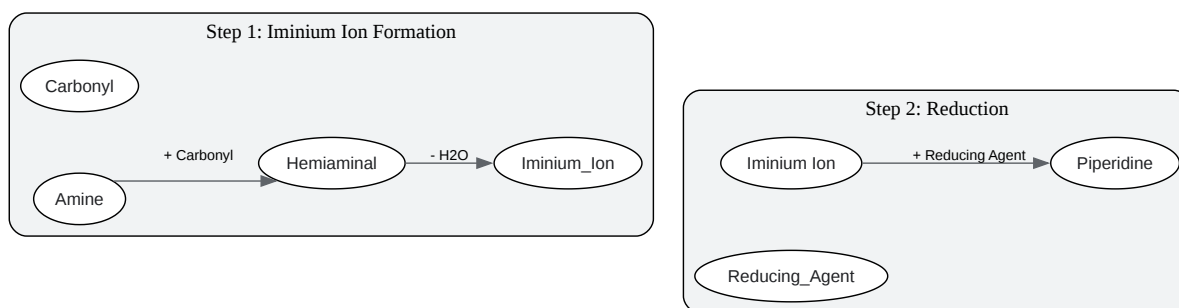 Step 1: Iminium Ion Formation
Carbonyl
+ Carbonyl
Hemiaminal
- H2O
Iminium_Ion
Amine
Step 2: Reduction
Iminium Ion
+ Reducing Agent
Piperidine
Reducing_Agent